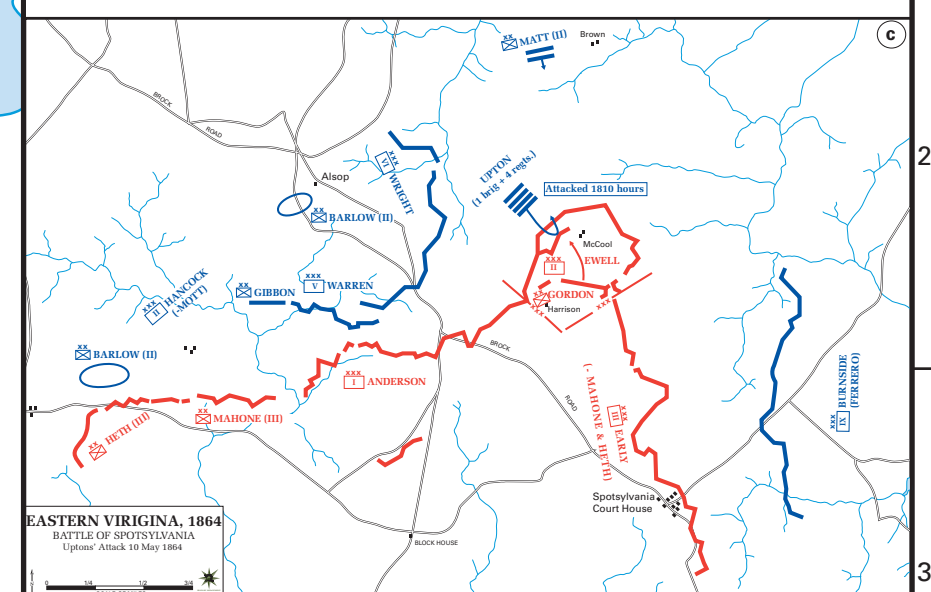 C
XX
MATT (II)
Brown
BROCK
ROAD
2
XXX
VI
WRIGHT
UPTON
(1 brig + 4 regts.)
Attacked 1810 hours
Alsop
XX
BARLOW (II)
McCool
XXX
II
EWELL
XXX
II
HANCOCK
(-MOTT)
XX
GIBBON
XXX
V
WARREN
GORDON
Harrison
XXX
XXX
XX
BARLOW (II)
BROCK
ROAD
XXX
I
ANDERSON
XXX
IX
BURNSIDE
(FERRERO)
XX
HETH (III)
XX
MAHONE (III)
XXX
III
EARLY
(- MAHONE & HETH)
Spotsylvania
Court House
EASTERN VIRIGINA, 1864
BATTLE OF SPOTSYLVANIA
Uptons' Attack 10 May 1864
BLOCK HOUSE
0 1/4 1/2 3/4
3